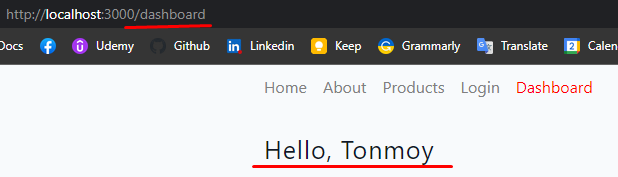 http://localhost:3000/dashboard
Docs Udemy Github Linkedin Keep Grammarly Translate Calen
Home About Products Login Dashboard
Hello, Tonmoy